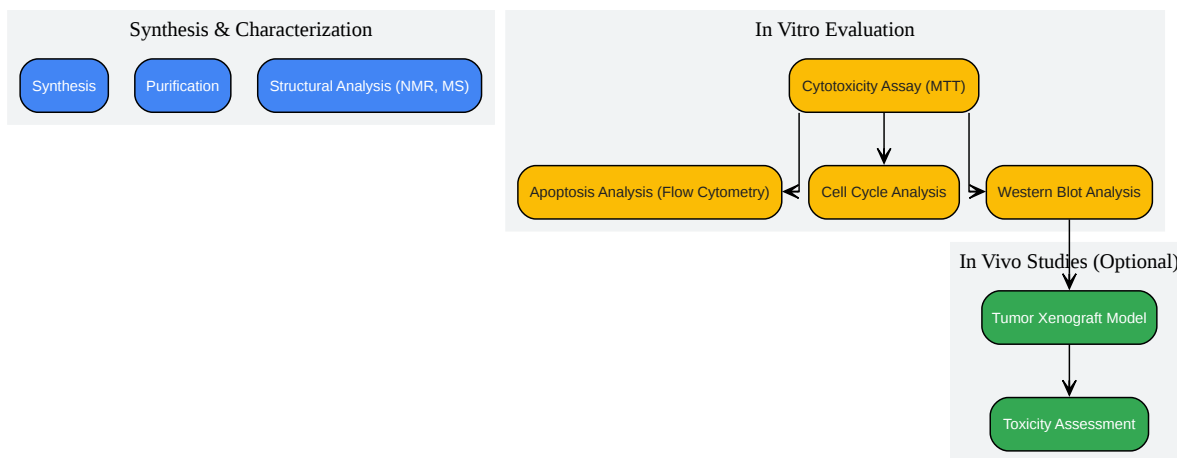 Synthesis & Characterization
Synthesis
Purification
Structural Analysis (NMR, MS)
In Vitro Evaluation
Cytotoxicity Assay (MTT)
Apoptosis Analysis (Flow Cytometry)
Cell Cycle Analysis
Western Blot Analysis
In Vivo Studies (Optional)
Tumor Xenograft Model
Toxicity Assessment